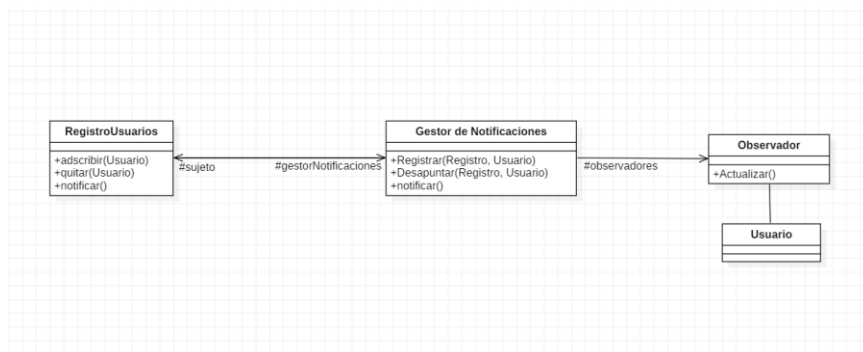 RegistroUsuarios
+adscribir(Usuario)
+quitar(Usuario)
+notificar()
#sujeto
#gestorNotificaciones
Gestor de Notificaciones
+Registrar(Registro, Usuario)
+Desapuntar(Registro, Usuario)
+notificar()
#observadores
Observador
+Actualizar()
Usuario